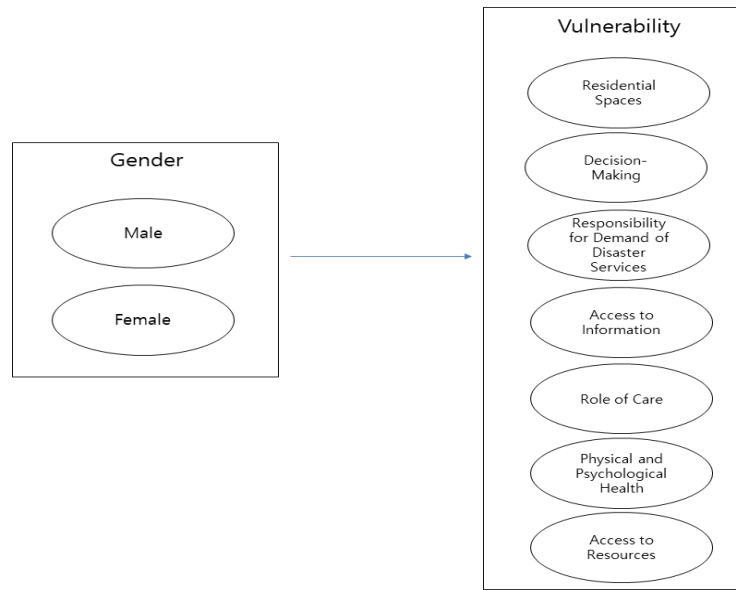 Gender
Male
Female
Vulnerability
Residential
Spaces
Decision-
Making
Responsibility
for Demand of
Disaster
Services
Access to
Information
Role of Care
Physical and
Psychological
Health
Access to
Resources